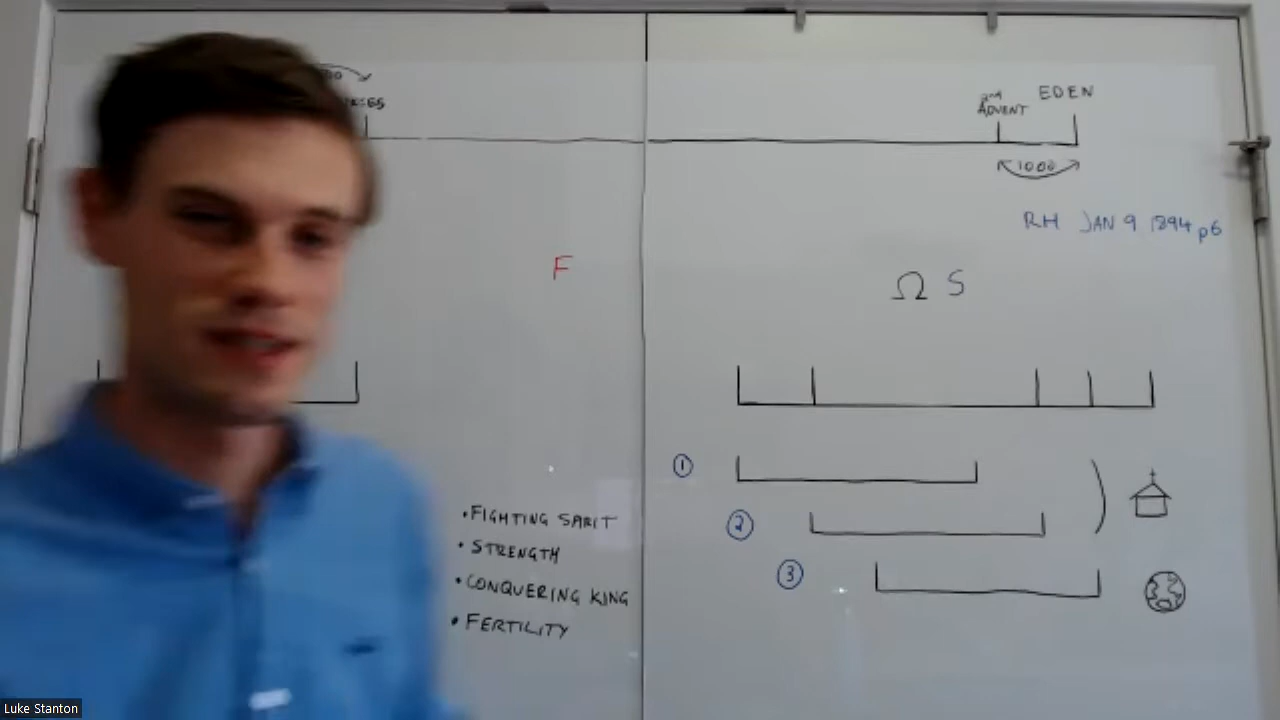 2nd EDEN
ADVENT
1000
RH JAN 9 1894 p6
F
Ω S
1
2
3
• FIGHTING SPRIT
• STRENGTH
• CONQUERING KING
• FERTILITY
Luke Stanton